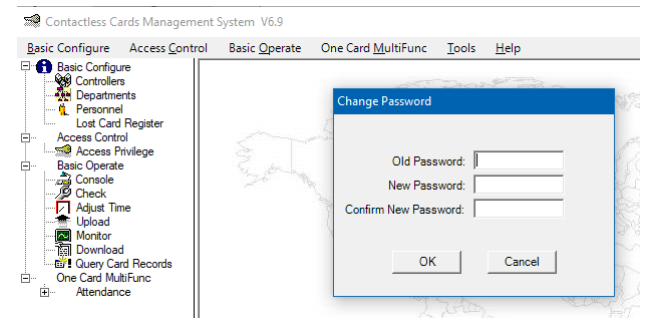 Contactless Cards Management System V6.9
Basic Configure Access Control Basic Operate One Card MultiFunc Tools Help
Basic Configure
Controllers
Departments
Personnel
Lost Card Register
Access Control
Access Privilege
Basic Operate
Console
Check
Adjust Time
Upload
Monitor
Download
Query Card Records
One Card MultiFunc
Attendance
Change Password
Old Password:
New Password:
Confirm New Password:
OK Cancel